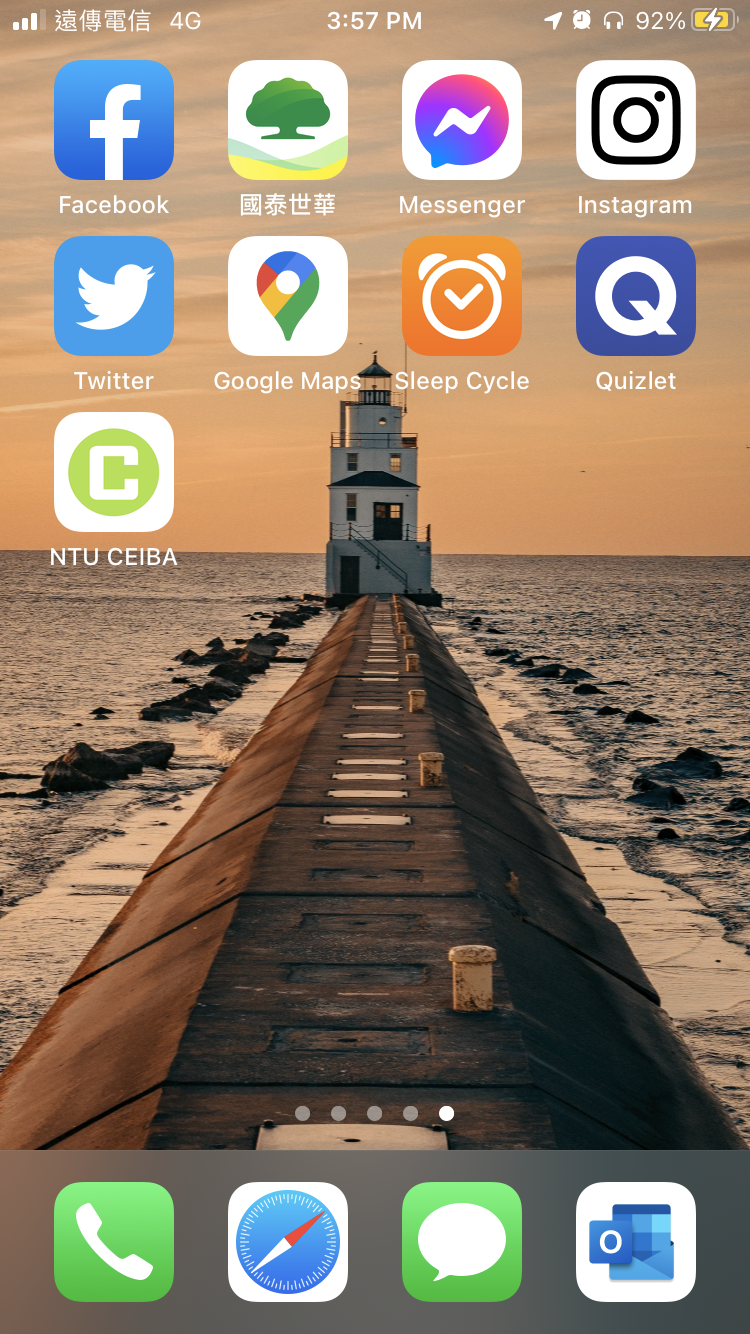 遠傳電信 4G 3:57 PM 92%
Facebook 國泰世華 Messenger Instagram
Twitter Google Maps Sleep Cycle Quizlet
NTU CEIBA